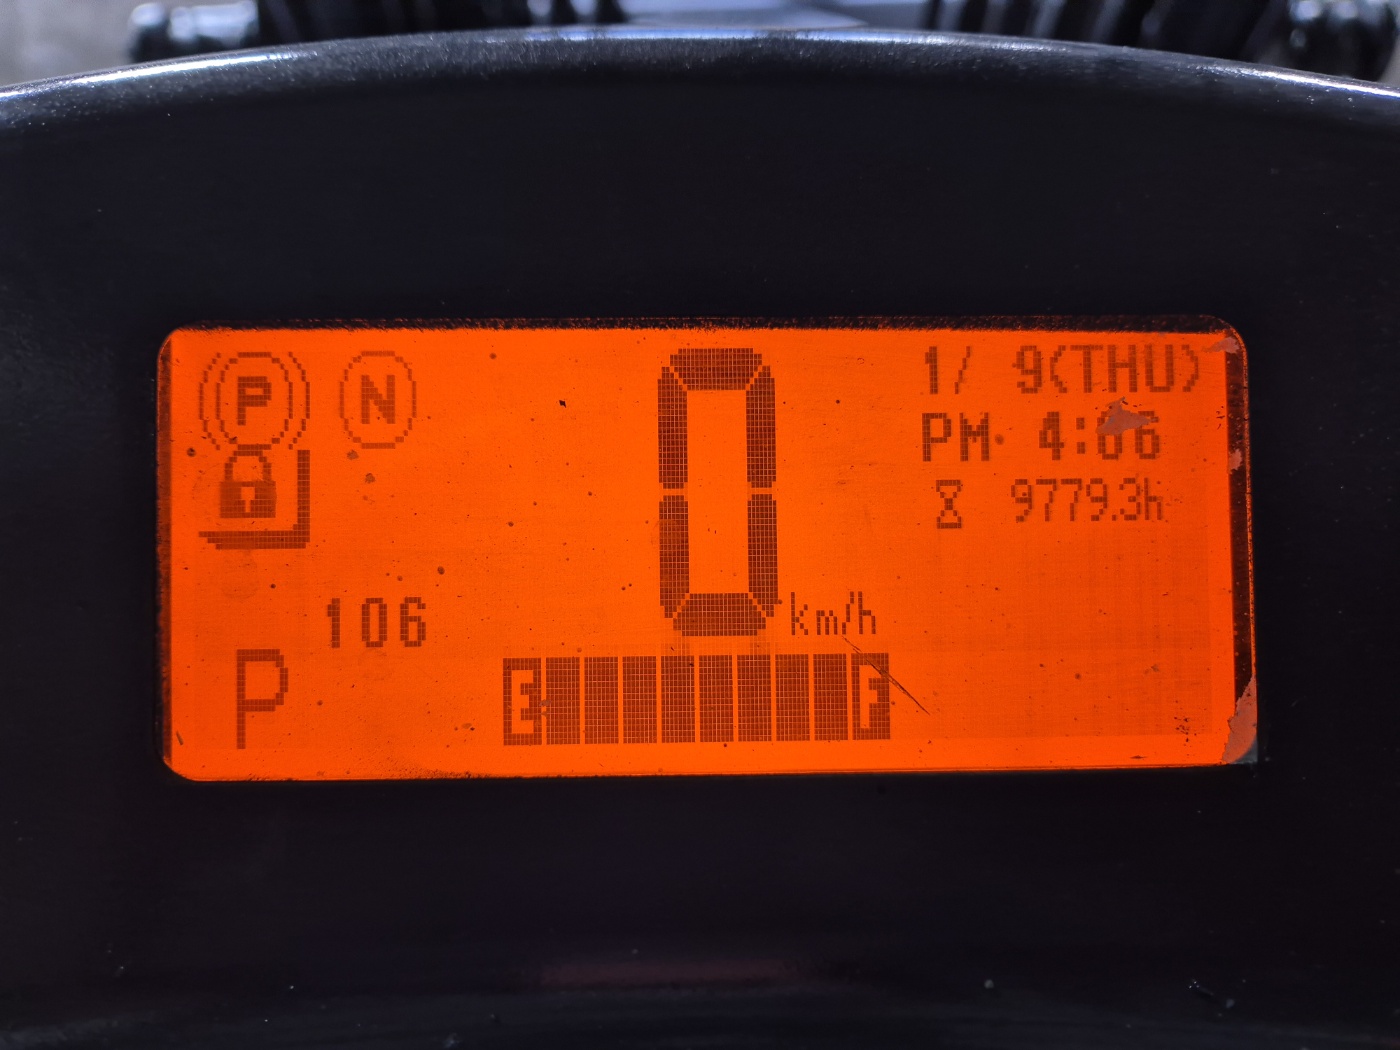 P N
0 km/h
1/ 9(THU)
PM 4:06
9779.3h
106
P
E F